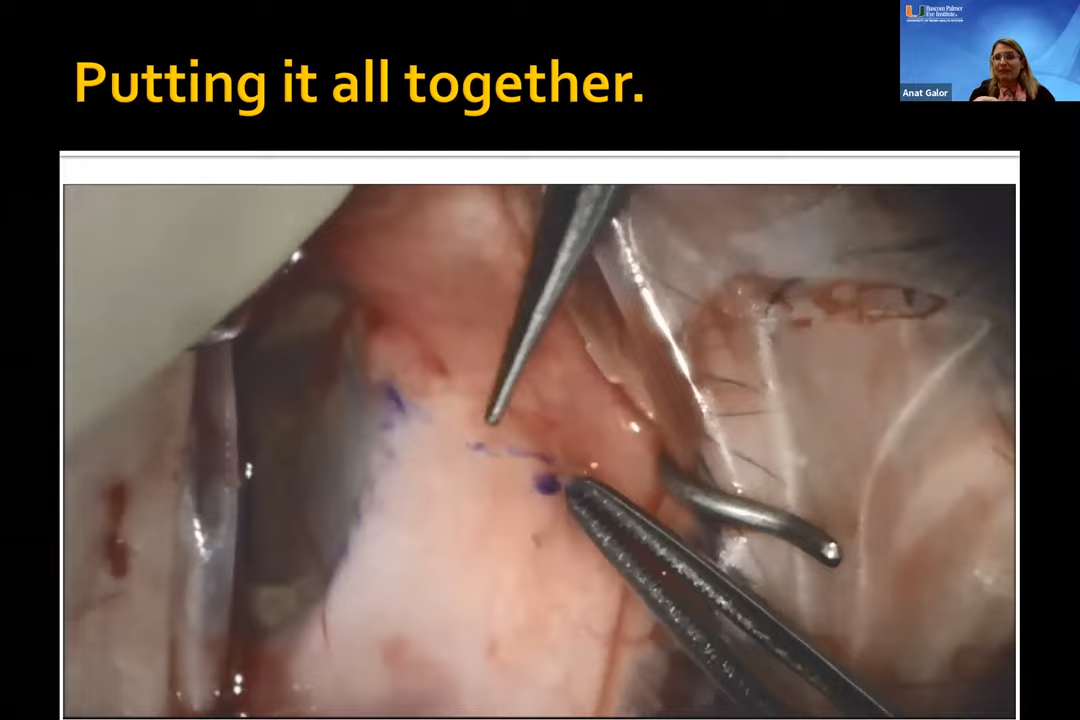 Putting it all together.
Bascom Palmer
Eye Institute
Anat Galor